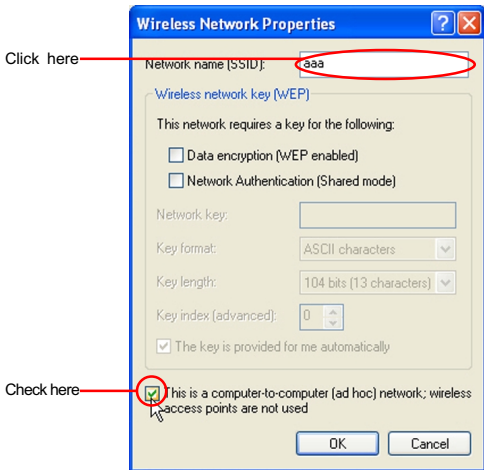 Wireless Network Properties
Click here
Network name (SSID):
aaa
Wireless network key (WEP)
This network requires a key for the following:
Data encryption (WEP enabled)
Network Authentication (Shared mode)
Network key:
Key format:
ASCII characters
Key length:
104 bits (13 characters)
Key index (advanced):
0
The key is provided for me automatically
Check here
This is a computer-to-computer (ad hoc) network; wireless
access points are not used
OK
Cancel